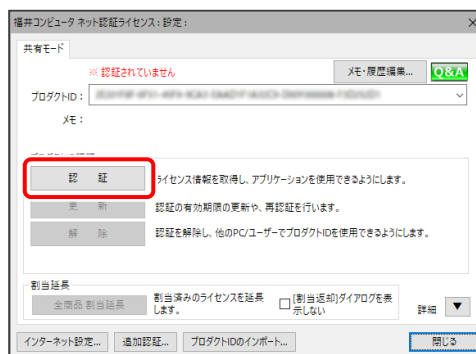 福井コンピュータ ネット認証ライセンス : 設定 :
共有モード
※ 認証されていません
メモ・履歴編集...
Q&A
プロダクトID :
メモ :
認 証
ライセンス情報を取得し、アプリケーションを使用できるようにします。
更 新
認証の有効期限の更新や、再認証を行います。
解 除
認証を解除し、他のPC/ユーザーでプロダクトIDを使用できるようにします。
割当延長
全商品 割当延長
割当済みのライセンスを延長します。
[割当返却]ダイアログを表示しない
詳細 ▼
インターネット設定...
追加認証...
プロダクトIDのインポート...
閉じる